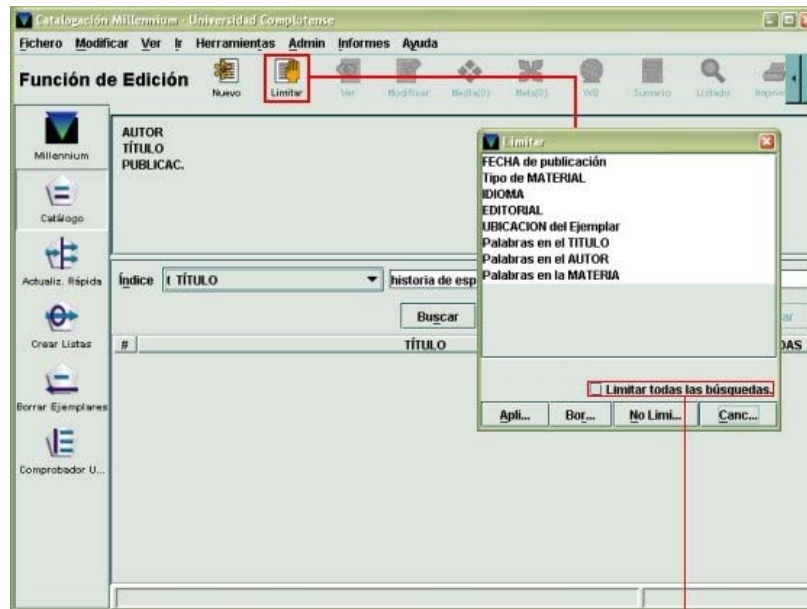 Catalogación Millennium - Universidad Complutense
Fichero Modificar Ver Ir Herramientas Admin Informes Ayuda
Función de Edición
Nuevo
Limitar
Ver
Modificar
Media(0)
WB
Sumario
Listado
Millennium
Catálogo
Actualiz. Rápida
Crear Listas
Borrar Ejemplares
Comprobador U...
AUTOR
TÍTULO
PUBLICAC.
Índice t TÍTULO
historia de esp
Buscar
# TÍTULO
Limitar
FECHA de publicación
Tipo de MATERIAL
IDIOMA
EDITORIAL
UBICACION del Ejemplar
Palabras en el TITULO
Palabras en el AUTOR
Palabras en la MATERIA
Limitar todas las búsquedas.
Apli... Bor... No Limi... Canc...